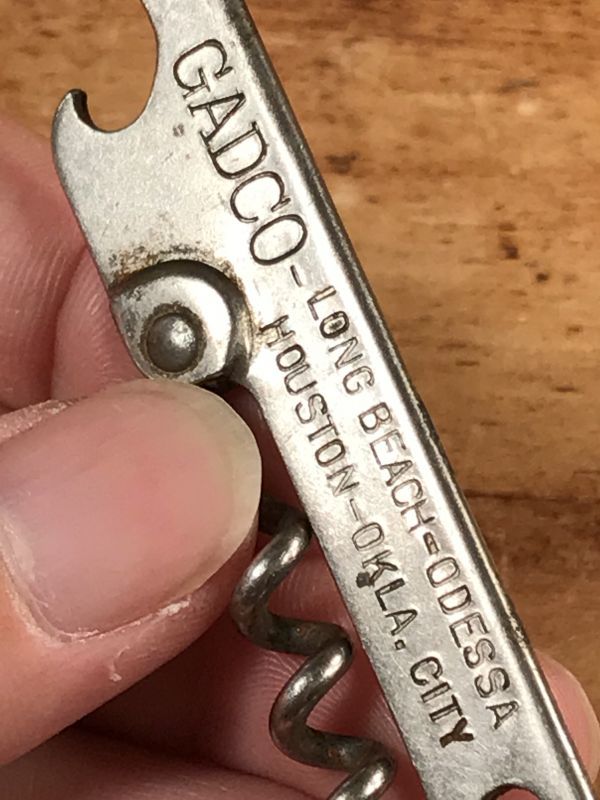 GADCO-LONG BEACH-ODESSA
HOUSTON-OKLA. CITY